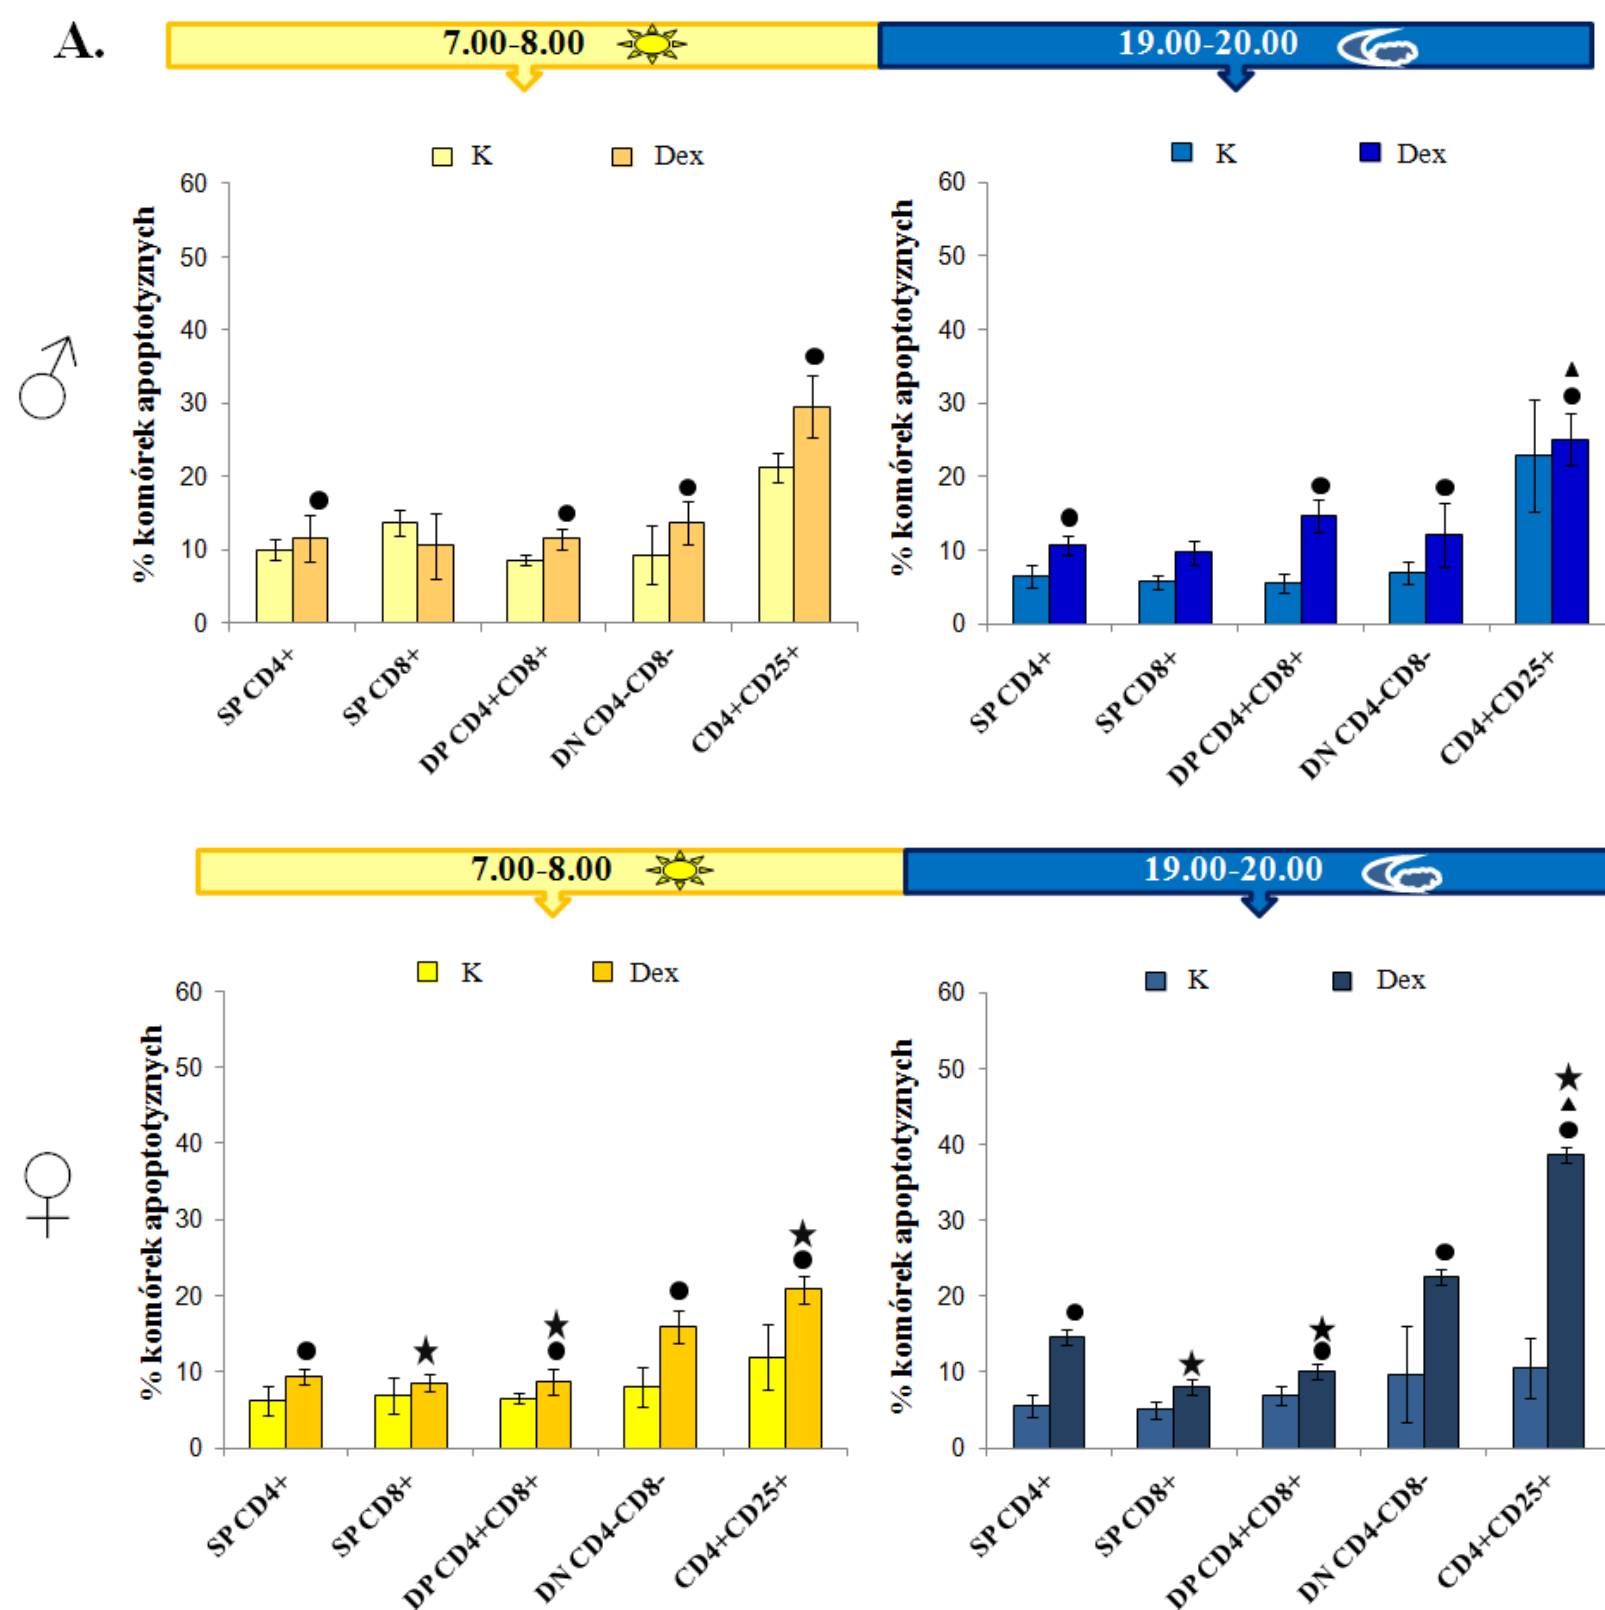 A.
7.00-8.00
19.00-20.00
K
Dex
K
Dex
% komórek apoptotyznych
60
50
40
30
20
10
0
SP CD4+
SP CD8+
DP CD4+CD8+
DN CD4-CD8-
CD4+CD25+
% komórek apoptotyznych
60
50
40
30
20
10
0
SP CD4+
SP CD8+
DP CD4+CD8+
DN CD4-CD8-
CD4+CD25+
7.00-8.00
19.00-20.00
K
Dex
K
Dex
% komórek apoptotyznych
60
50
40
30
20
10
0
SP CD4+
SP CD8+
DP CD4+CD8+
DN CD4-CD8-
CD4+CD25+
% komórek apoptotyznych
60
50
40
30
20
10
0
SP CD4+
SP CD8+
DP CD4+CD8+
DN CD4-CD8-
CD4+CD25+